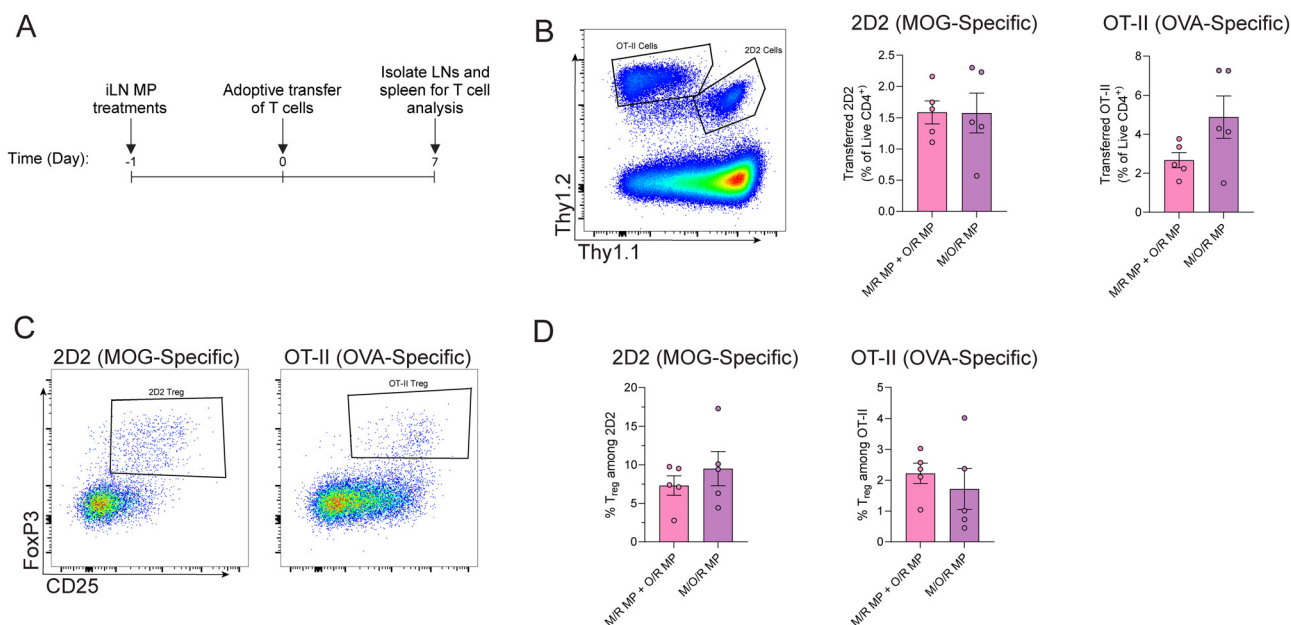 A
iLN MP
treatments
Adoptive transfer
of T cells
Isolate LNs and
spleen for T cell
analysis
Time (Day):
-1
0
7
B
OT-II Cells
2D2 Cells
Thy1.2
Thy1.1
2D2 (MOG-Specific)
Transferred 2D2
(% of Live CD4⁺)
2.5
2.0
1.5
1.0
0.5
0.0
M/R MP + O/R MP
M/O/R MP
OT-II (OVA-Specific)
Transferred OT-II
(% of Live CD4⁺)
8
6
4
2
0
M/R MP + O/R MP
M/O/R MP
C
2D2 (MOG-Specific)
2D2 Treg
FoxP3
CD25
OT-II (OVA-Specific)
OT-II Treg
D
2D2 (MOG-Specific)
% TReg among 2D2
20
15
10
5
0
M/R MP + O/R MP
M/O/R MP
OT-II (OVA-Specific)
% TReg among OT-II
5
4
3
2
1
0
M/R MP + O/R MP
M/O/R MP